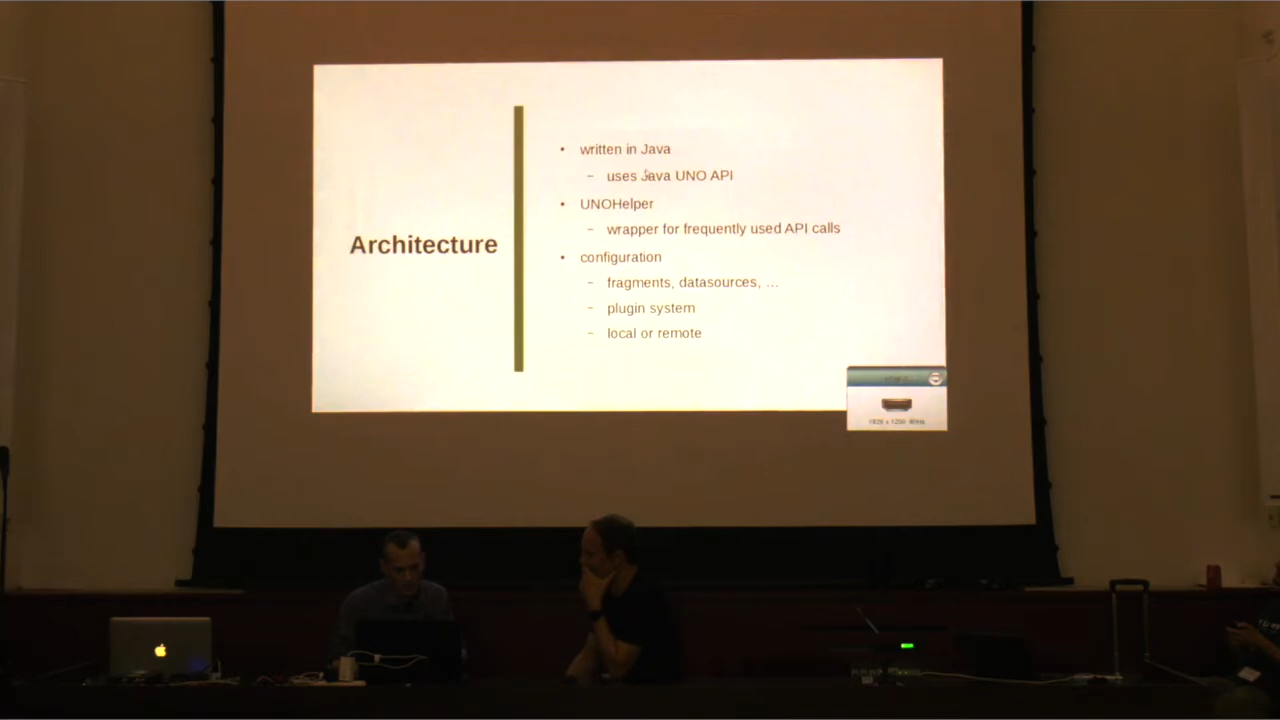 Architecture
• written in Java
– uses Java UNO API
• UNOHelper
– wrapper for frequently used API calls
• configuration
– fragments, datasources, …
– plugin system
– local or remote